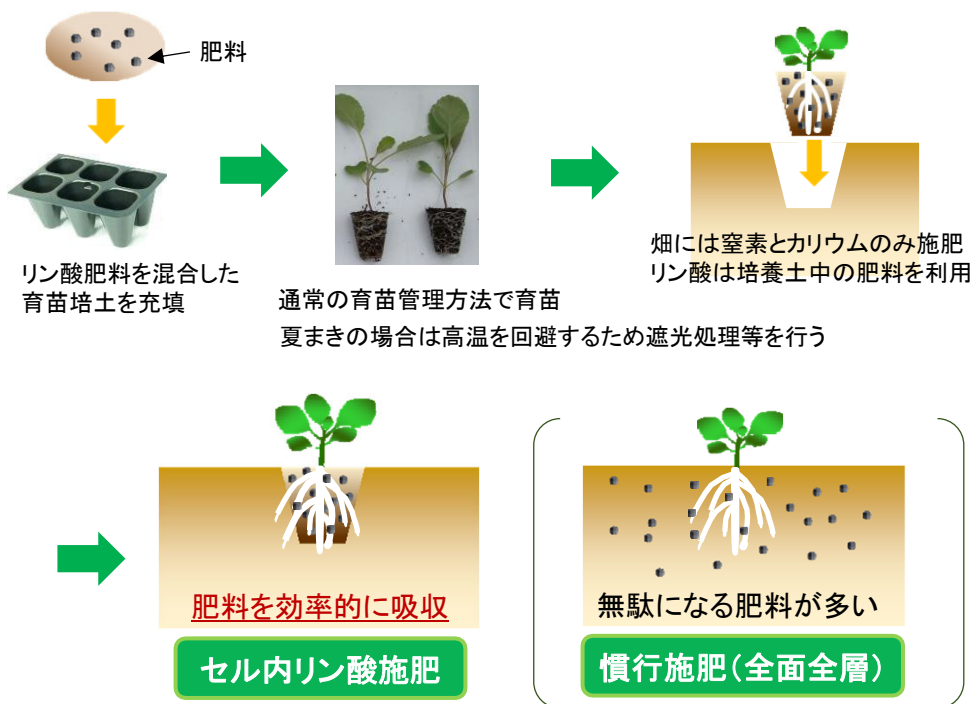 肥料
リン酸肥料を混合した
育苗培土を充填
通常の育苗管理方法で育苗
夏まきの場合は高温を回避するため遮光処理等を行う
畑には窒素とカリウムのみ施肥
リン酸は培養土中の肥料を利用
肥料を効率的に吸収
セル内リン酸施肥
無駄になる肥料が多い
慣行施肥(全面全層)